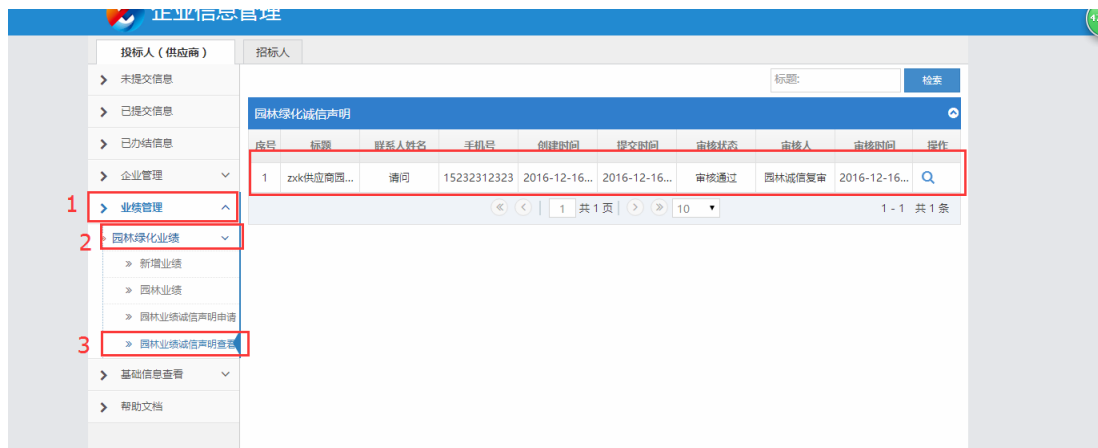 企业信息管理
投标人（供应商）
招标人
未提交信息
已提交信息
已办结信息
企业管理
1
业绩管理
2
园林绿化业绩
新增业绩
园林业绩
园林业绩诚信声明申请
3
园林业绩诚信声明查看
基础信息查看
帮助文档
标题:
检索
园林绿化诚信声明
序号 标题 联系人姓名 手机号 创建时间 提交时间 审核状态 审核人 审核时间 操作
1 zxk供应商园... 请问 15232312323 2016-12-16... 2016-12-16... 审核通过 园林诚信复审 2016-12-16...
1 共1页 10 1 - 1 共1条